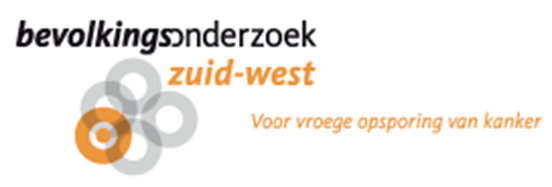 bevolkingsonderzoek
zuid-west
Voor vroege opsporing van kanker